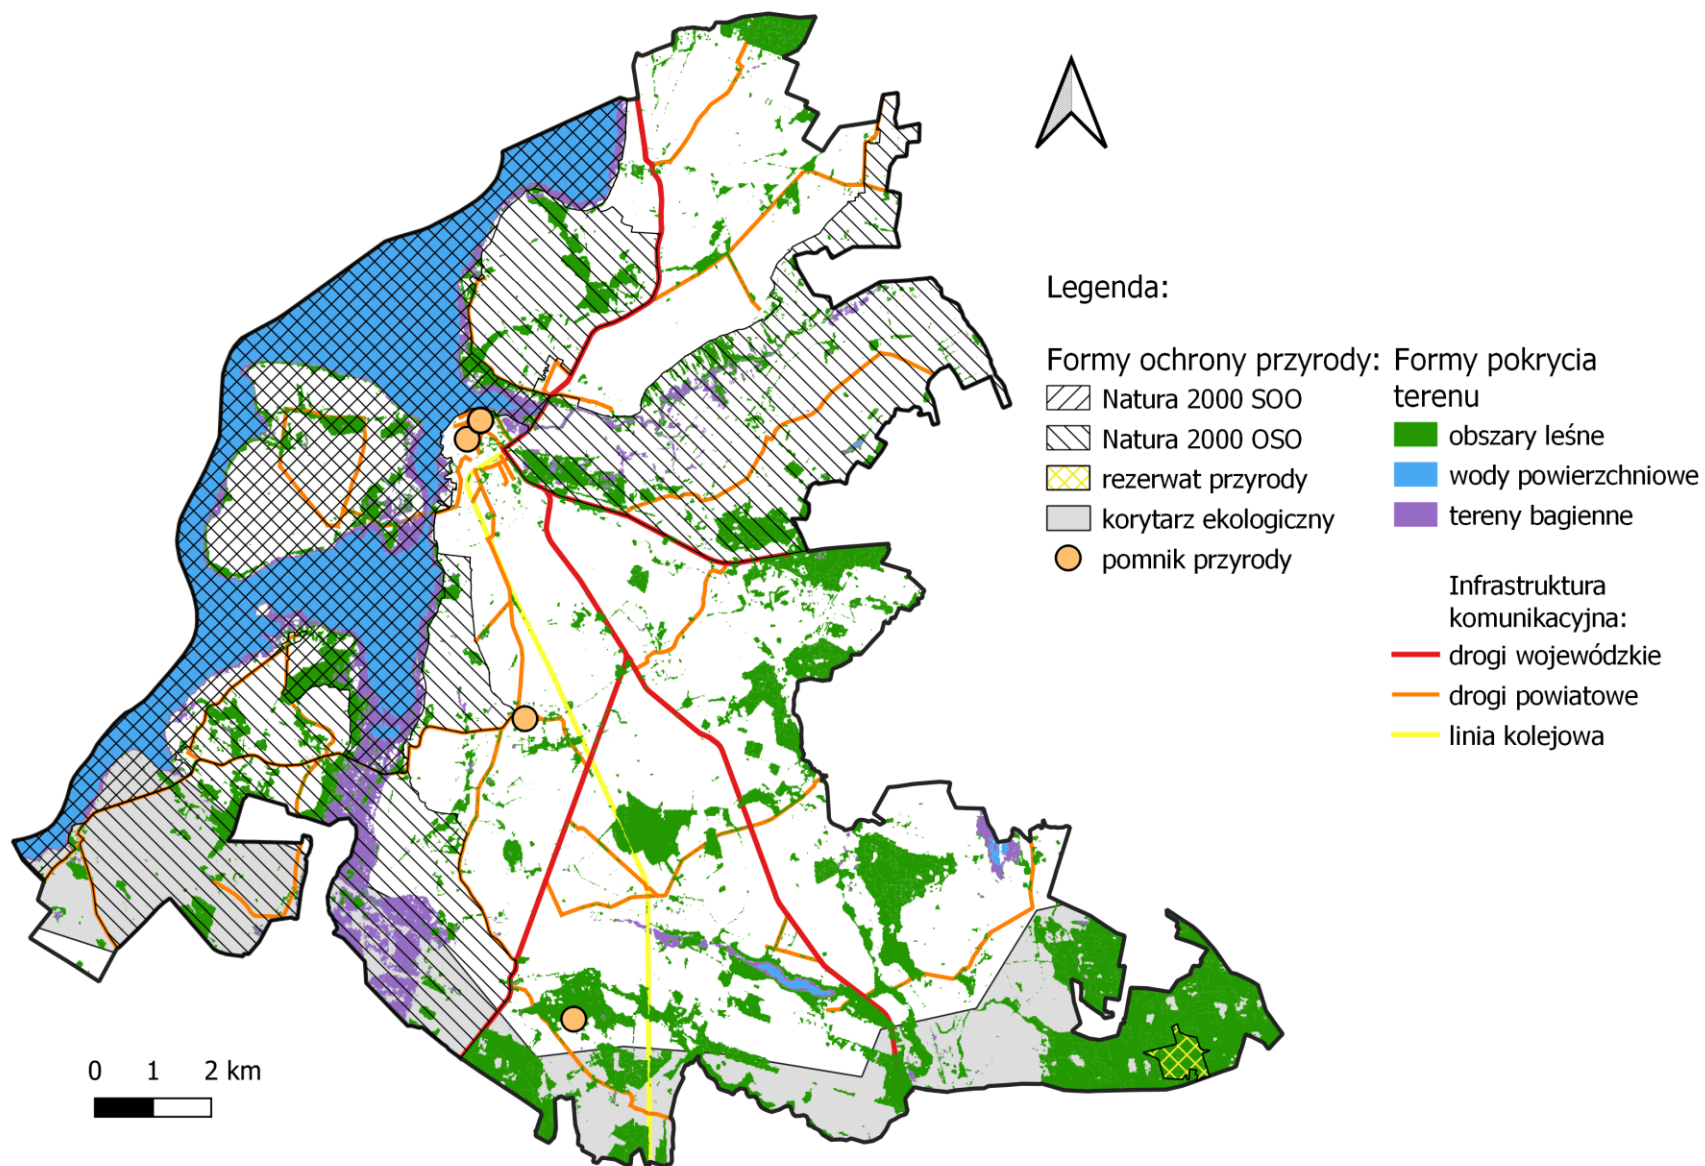 Legenda:
Formy ochrony przyrody:
Natura 2000 SOO
Natura 2000 OSO
rezerwat przyrody
korytarz ekologiczny
pomnik przyrody
Formy pokrycia
terenu
obszary leśne
wody powierzchniowe
tereny bagienne
Infrastruktura
komunikacyjna:
drogi wojewódzkie
drogi powiatowe
linia kolejowa
0 1 2 km